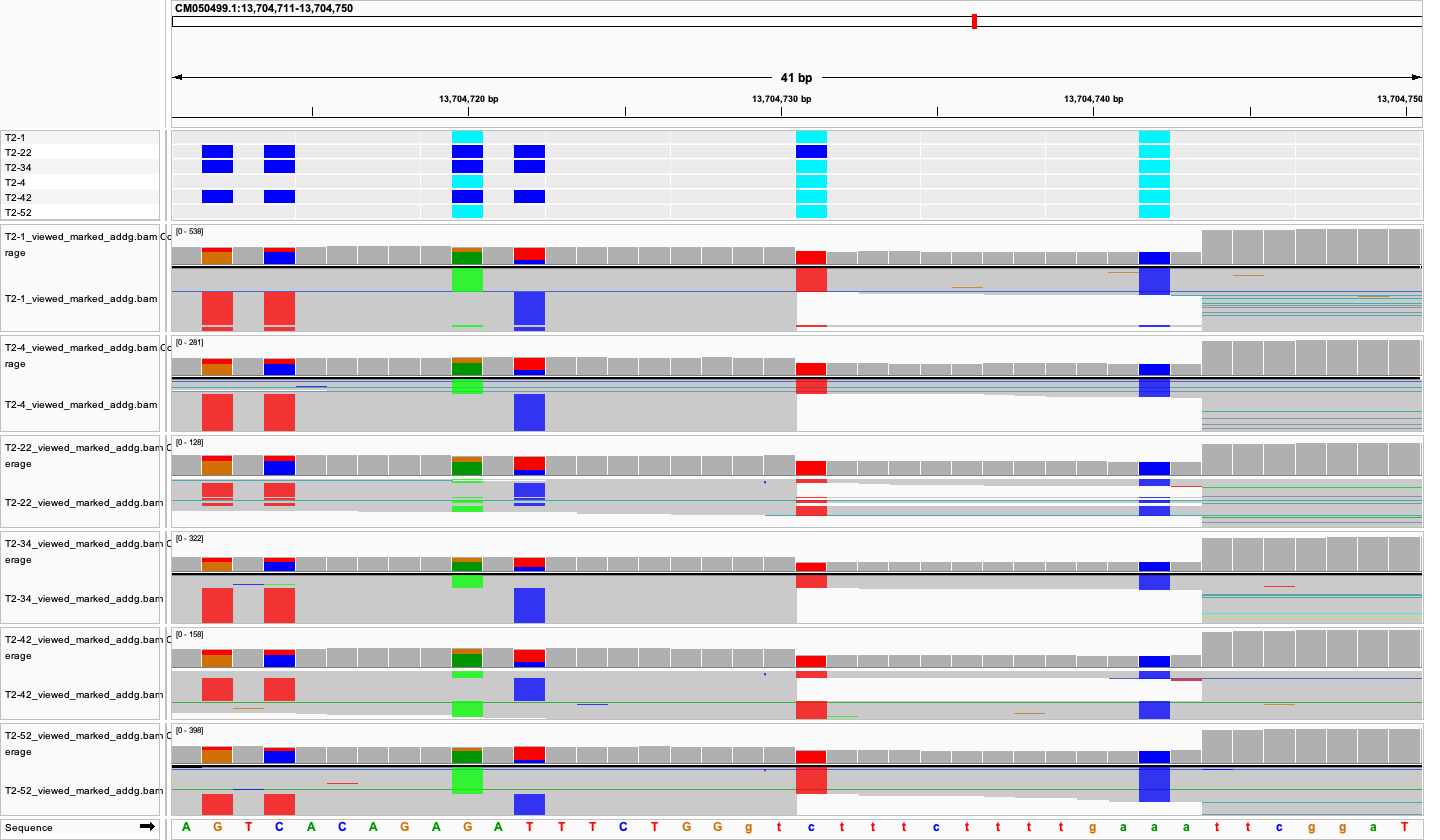 CM050499.1:13,704,711-13,704,750
41 bp
13,704,720 bp 13,704,730 bp 13,704,740 bp 13,704,750
T2-1
T2-22
T2-34
T2-4
T2-42
T2-52
T2-1_viewed_marked_addg.bam Co
rage
[0 - 538]
T2-1_viewed_marked_addg.bam
T2-4_viewed_marked_addg.bam Co
rage
[0 - 281]
T2-4_viewed_marked_addg.bam
T2-22_viewed_marked_addg.bam C
erage
[0 - 128]
T2-22_viewed_marked_addg.bam
T2-34_viewed_marked_addg.bam C
erage
[0 - 322]
T2-34_viewed_marked_addg.bam
T2-42_viewed_marked_addg.bam C
erage
[0 - 158]
T2-42_viewed_marked_addg.bam
T2-52_viewed_marked_addg.bam C
erage
[0 - 398]
T2-52_viewed_marked_addg.bam
Sequence A G T C A C A G A G A T T T C T G G g t c t t t c t t t t g a a a t t c g g a T